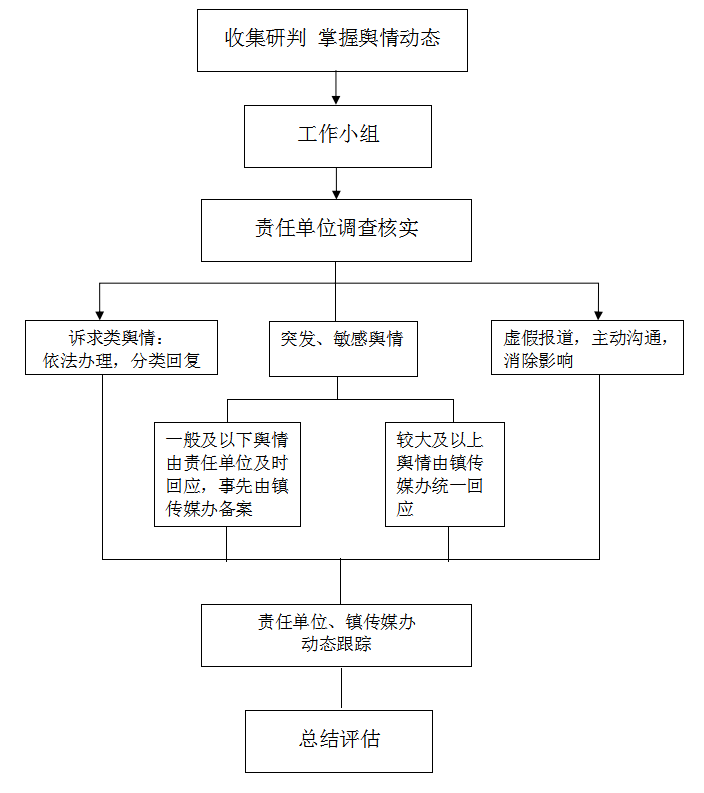 收集研判 掌握舆情动态
工作小组
责任单位调查核实
诉求类舆情：
依法办理，分类回复
突发、敏感舆情
虚假报道，主动沟通，
消除影响
一般及以下舆情
由责任单位及时
回应，事先由镇
传媒办备案
较大及以上
舆情由镇传
媒办统一回
应
责任单位、镇传媒办
动态跟踪
总结评估